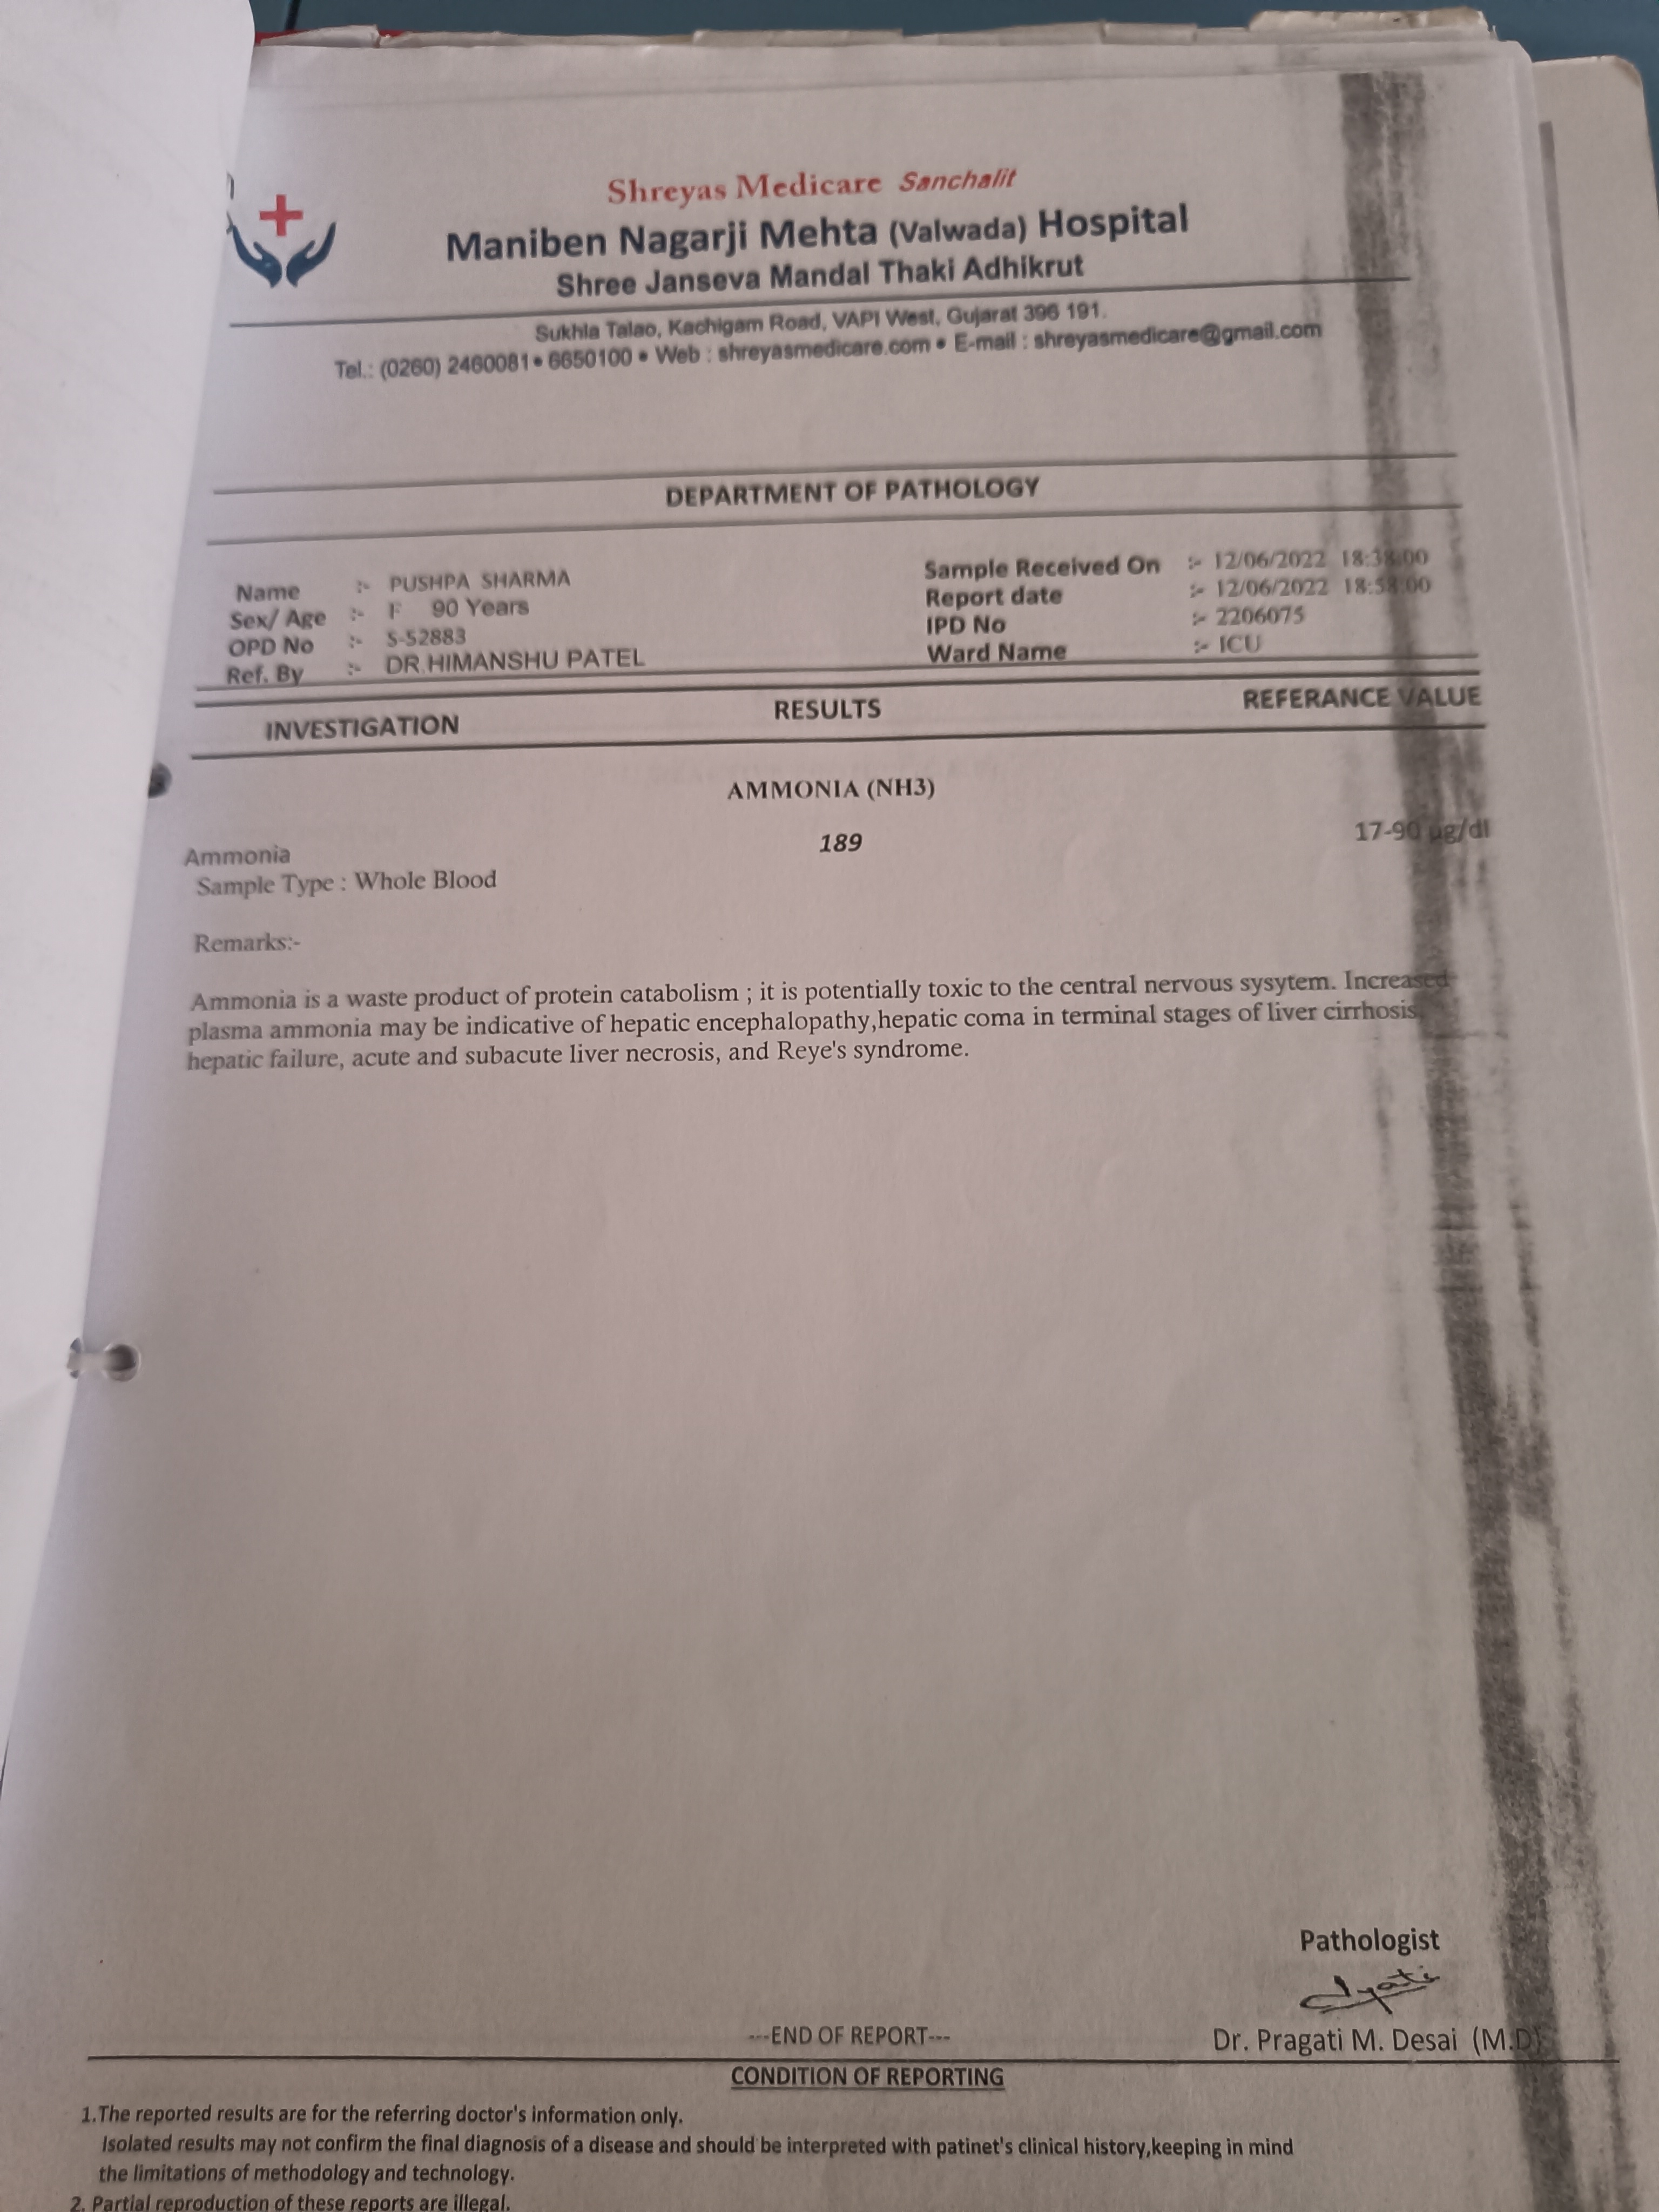 Shreyas Medicare Sanchalit
Maniben Nagarji Mehta (Valwada) Hospital
Shree Janseva Mandal Thaki Adhikrut
Sukhla Talao, Kachigam Road, VAPI West, Gujarat 396 191.
Tel.: (0260) 2460081 • 6650100 • Web : shreyasmedicare.com • E-mail : shreyasmedicare@gmail.com
DEPARTMENT OF PATHOLOGY
Name :- PUSHPA SHARMA Sample Received On :- 12/06/2022 18:38:00
Sex/ Age :- F 90 Years Report date :- 12/06/2022 18:58:00
OPD No :- S-52883 IPD No :- 2206075
Ref. By :- DR.HIMANSHU PATEL Ward Name :- ICU
INVESTIGATION RESULTS REFERANCE VALUE
AMMONIA (NH3)
Ammonia 189 17-90 µg/dl
Sample Type : Whole Blood
Remarks:-
Ammonia is a waste product of protein catabolism ; it is potentially toxic to the central nervous sysytem. Increased
plasma ammonia may be indicative of hepatic encephalopathy,hepatic coma in terminal stages of liver cirrhosis,
hepatic failure, acute and subacute liver necrosis, and Reye's syndrome.
Pathologist
---END OF REPORT---
Dr. Pragati M. Desai (M.D)
CONDITION OF REPORTING
1.The reported results are for the referring doctor's information only.
Isolated results may not confirm the final diagnosis of a disease and should be interpreted with patinet's clinical history,keeping in mind
the limitations of methodology and technology.
2. Partial reproduction of these reports are illegal.